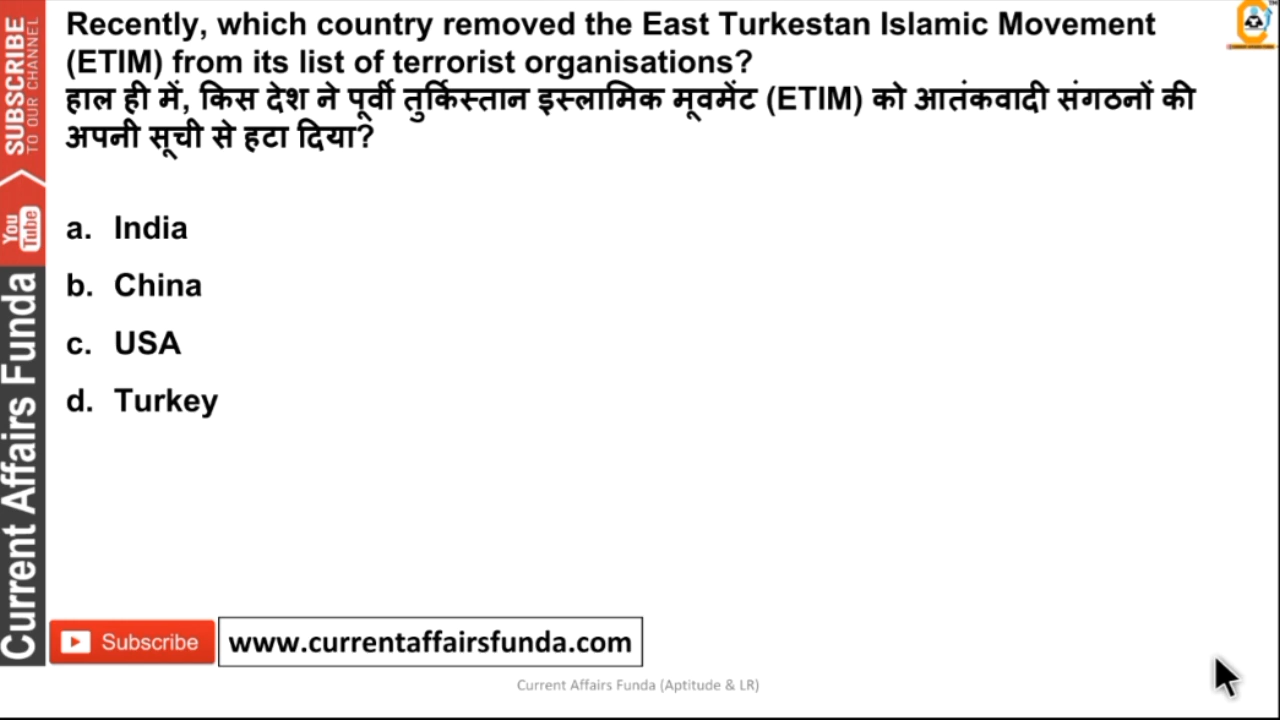 Recently, which country removed the East Turkestan Islamic Movement
(ETIM) from its list of terrorist organisations?
हाल ही में, किस देश ने पूर्वी तुर्किस्तान इस्लामिक मूवमेंट (ETIM) को आतंकवादी संगठनों की
अपनी सूची से हटा दिया?
a. India
b. China
c. USA
d. Turkey
SUBSCRIBE
TO OUR CHANNEL
You
Tube
Current Affairs Funda
Subscribe
www.currentaffairsfunda.com
Current Affairs Funda (Aptitude & LR)